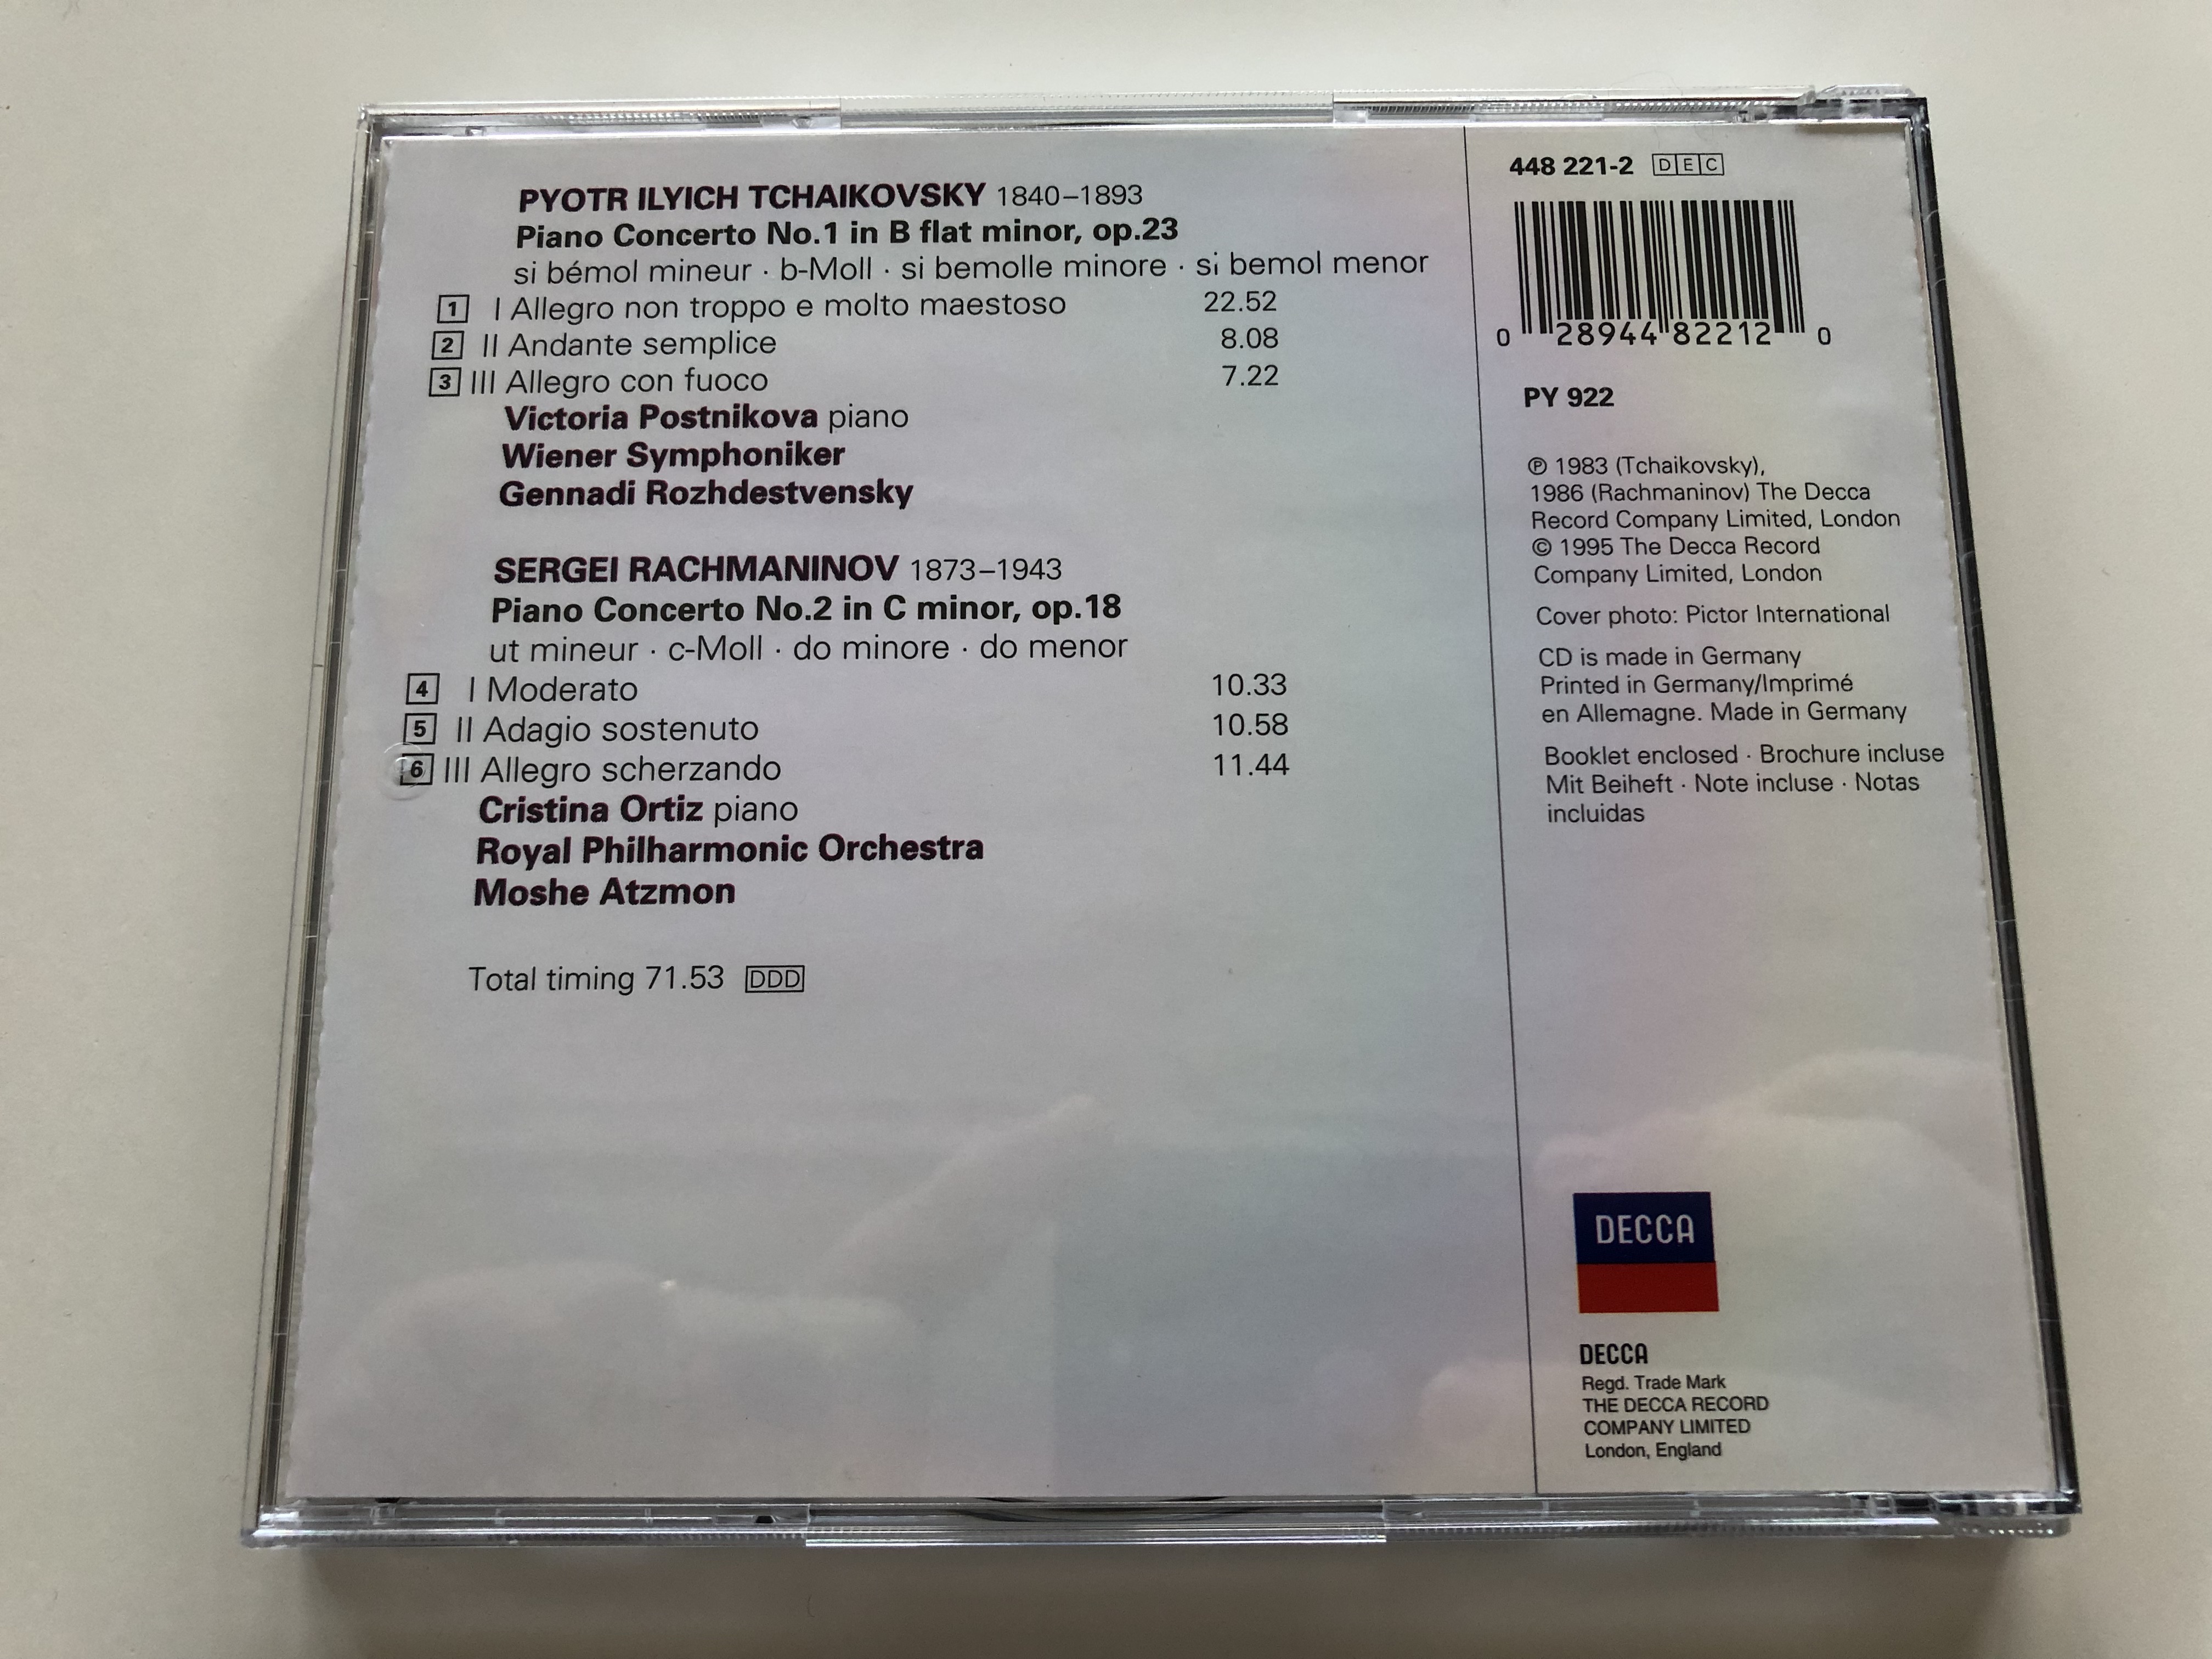 PYOTR ILYICH TCHAIKOVSKY 1840–1893
Piano Concerto No.1 in B flat minor, op.23
si bémol mineur · b-Moll · si bemolle minore · si bemol menor
1 I Allegro non troppo e molto maestoso 22.52
2 II Andante semplice 8.08
3 III Allegro con fuoco 7.22
Victoria Postnikova piano
Wiener Symphoniker
Gennadi Rozhdestvensky
SERGEI RACHMANINOV 1873–1943
Piano Concerto No.2 in C minor, op.18
ut mineur · c-Moll · do minore · do menor
4 I Moderato 10.33
5 II Adagio sostenuto 10.58
6 III Allegro scherzando 11.44
Cristina Ortiz piano
Royal Philharmonic Orchestra
Moshe Atzmon
Total timing 71.53 DDD
448 221-2 DEC
0 28944 82212 0
PY 922
℗ 1983 (Tchaikovsky),
1986 (Rachmaninov) The Decca
Record Company Limited, London
© 1995 The Decca Record
Company Limited, London
Cover photo: Pictor International
CD is made in Germany
Printed in Germany/Imprimé
en Allemagne. Made in Germany
Booklet enclosed · Brochure incluse
Mit Beiheft · Note incluse · Notas
incluidas
DECCA
DECCA
Regd. Trade Mark
THE DECCA RECORD
COMPANY LIMITED
London, England